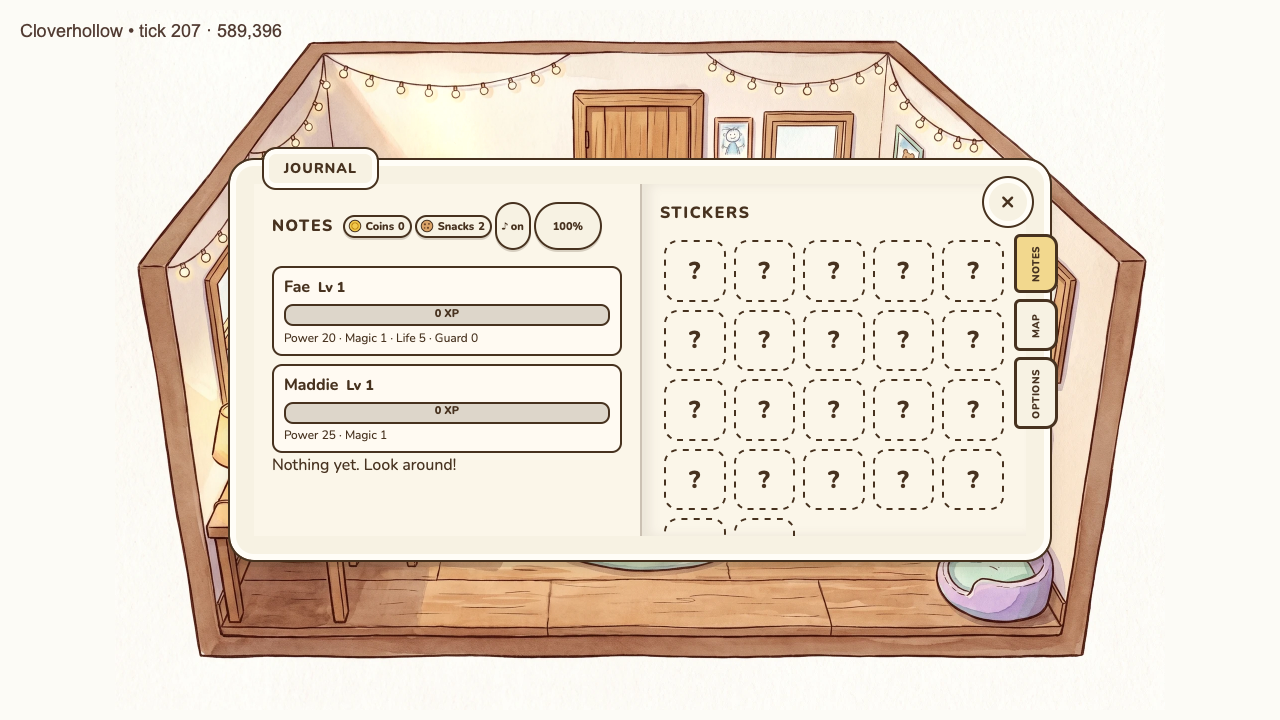 Cloverhollow • tick 207 · 589,396
JOURNAL
NOTES
Coins 0
Snacks 2
♪ on
100%
Fae Lv 1
0 XP
Power 20 · Magic 1 · Life 5 · Guard 0
Maddie Lv 1
0 XP
Power 25 · Magic 1
Nothing yet. Look around!
STICKERS
✕
? ? ? ? ?
? ? ? ? ?
? ? ? ? ?
? ? ? ? ?
NOTES
MAP
OPTIONS